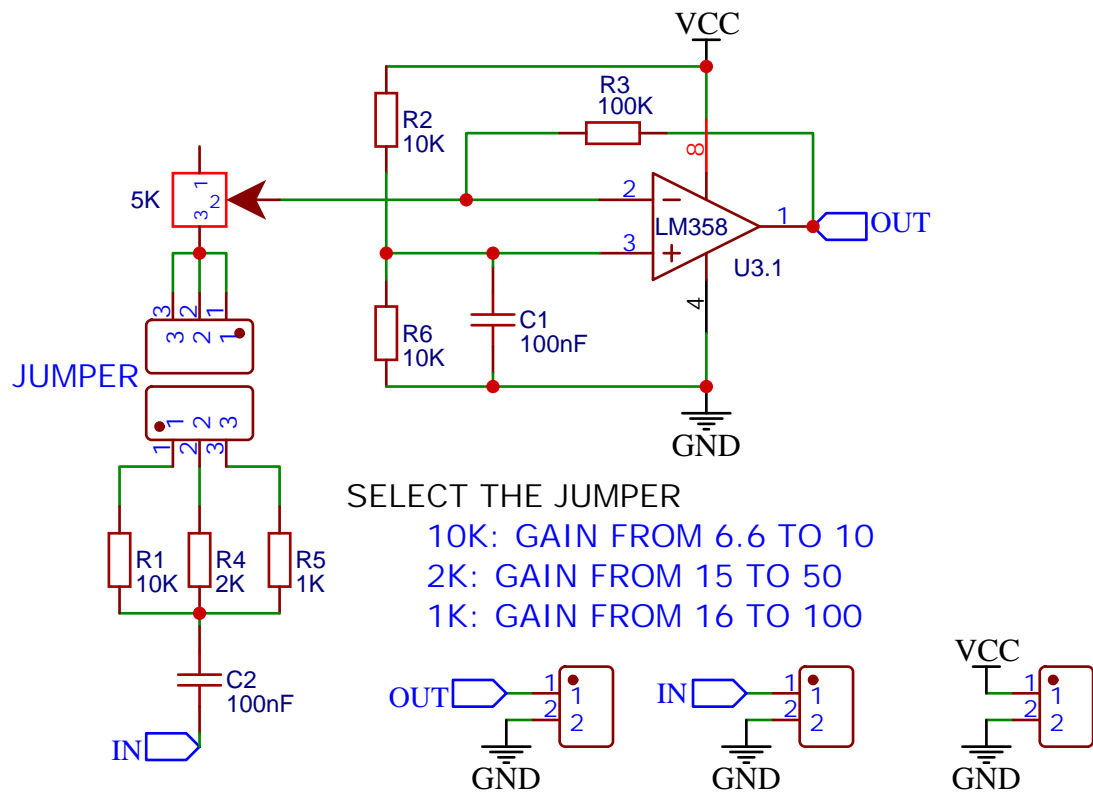 VCC
R3
100K
R2
10K
8
5K
1
2
3
2
LM358
1
OUT
3
U3.1
4
R6
10K
C1
100nF
3
2
1
3
2
1
JUMPER
1
2
3
1
2
3
GND
SELECT THE JUMPER
10K: GAIN FROM 6.6 TO 10
2K: GAIN FROM 15 TO 50
1K: GAIN FROM 16 TO 100
R1
10K
R4
2K
R5
1K
C2
100nF
IN
OUT
1
1
2
2
GND
IN
1
1
2
2
GND
VCC
1
1
2
2
GND